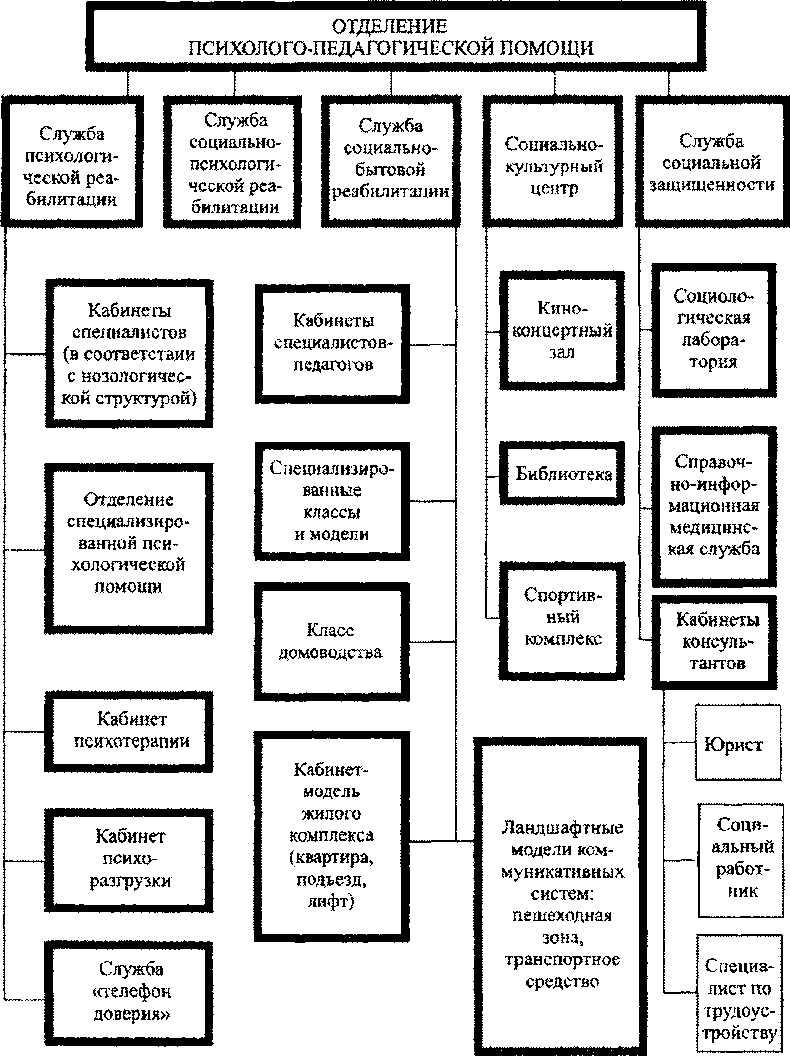 ОТДЕЛЕНИЕ
ПСИХОЛОГО-ПЕДАГОГИЧЕСКОЙ ПОМОЩИ
Служба
психологи-
ческой реа-
билитации
Служба
социально-
психологи-
ческой реа-
билитации
Служба
социально-
бытовой
реабилитации
Социально-
культурный
центр
Служба
социальной
защищенности
Кабинеты
специалистов
(в соответствии
с нозологичес-
кой структурой)
Отделение
специализиро-
ванной пси-
хологической
помощи
Кабинет
психотерапии
Кабинет
психо-
разгрузки
Служба
«телефон
доверия»
Кабинеты
специалистов-
педагогов
Специализиро-
ванные
классы
и модели
Класс
домоводства
Кабинет-
модель
жилого
комплекса
(квартира,
подъезд,
лифт)
Ландшафтные
модели ком-
муникативных
систем:
пешеходная
зона,
транспортное
средство
Кино-
концертный
зал
Библиотека
Спортив-
ный
комплекс
Социоло-
гическая
лабора-
тория
Справоч-
но-инфор-
мационная
медицинс-
кая служба
Кабинеты
консуль-
тантов
Юрист
Соци-
альный
работ-
ник
Специа-
лист по
трудоус-
тройству